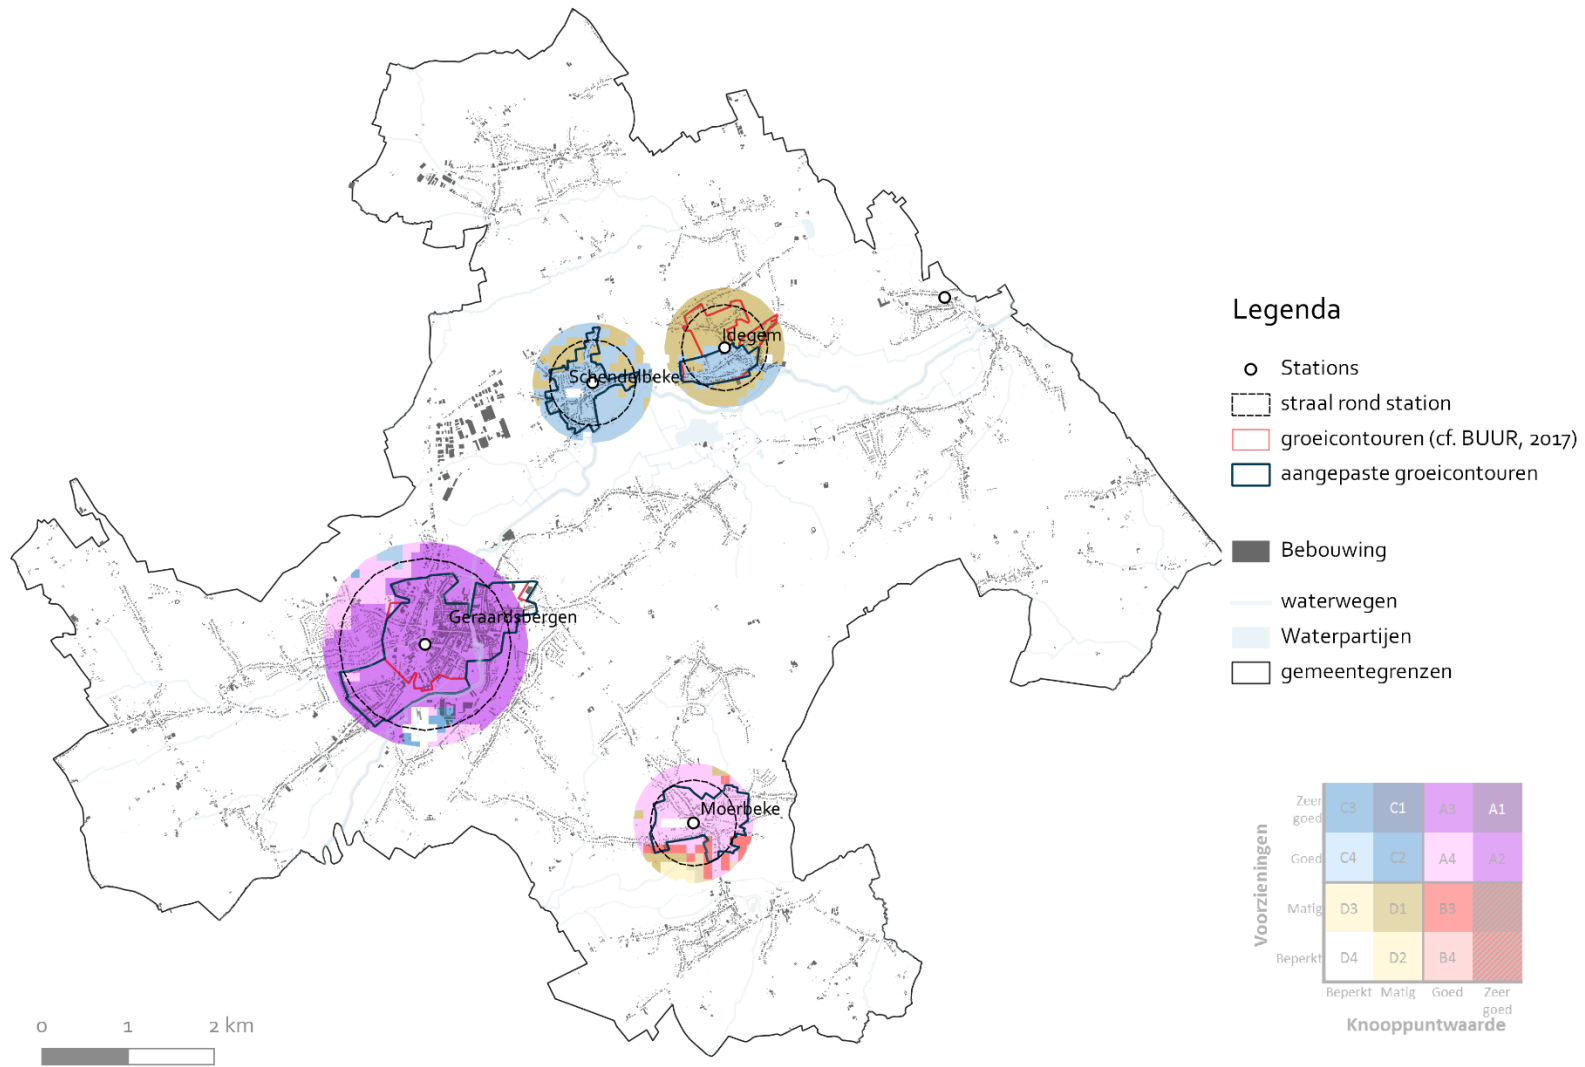 Idegem
Schendelbeke
Geraardsbergen
Moerbeke
Legenda
Stations
straal rond station
groeicontouren (cf. BUUR, 2017)
aangepaste groeicontouren
Bebouwing
waterwegen
Waterpartijen
gemeentegrenzen
Voorzieningen
Zeer
goed
C3 C1 A3 A1
Goed C4 C2 A4 A2
Matig D3 D1 B3
Beperkt D4 D2 B4
Beperkt Matig Goed Zeer
goed
Knooppuntwaarde
0 1 2 km